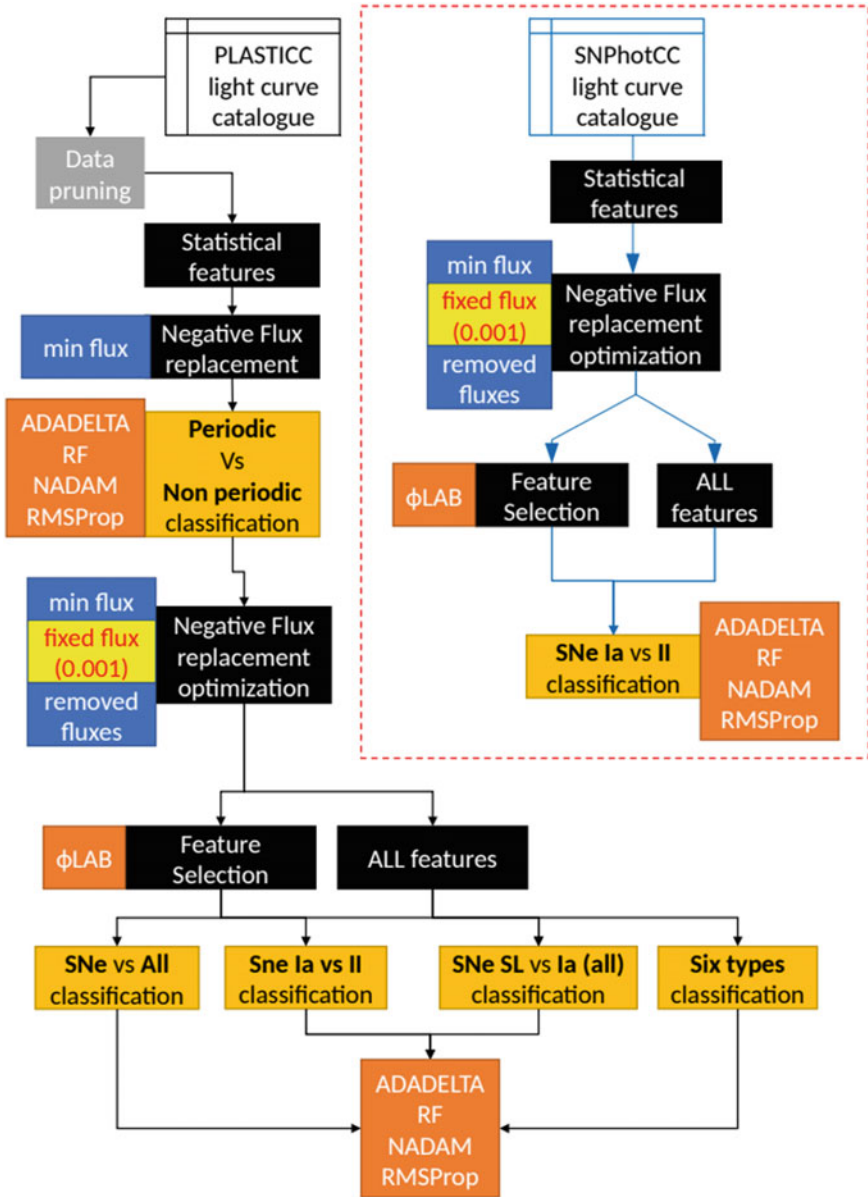 PLASTICC
light curve
catalogue
Data
pruning
Statistical
features
min flux
Negative Flux
replacement
ADADELTA
RF
NADAM
RMSProp
Periodic
Vs
Non periodic
classification
min flux
fixed flux
(0.001)
removed
fluxes
Negative Flux
replacement
optimization
SNPhotCC
light curve
catalogue
Statistical
features
min flux
fixed flux
(0.001)
removed
fluxes
Negative Flux
replacement
optimization
ϕLAB
Feature
Selection
ALL
features
SNe Ia vs II
classification
ADADELTA
RF
NADAM
RMSProp
ϕLAB
Feature
Selection
ALL features
SNe vs All
classification
Sne Ia vs II
classification
SNe SL vs Ia (all)
classification
Six types
classification
ADADELTA
RF
NADAM
RMSProp